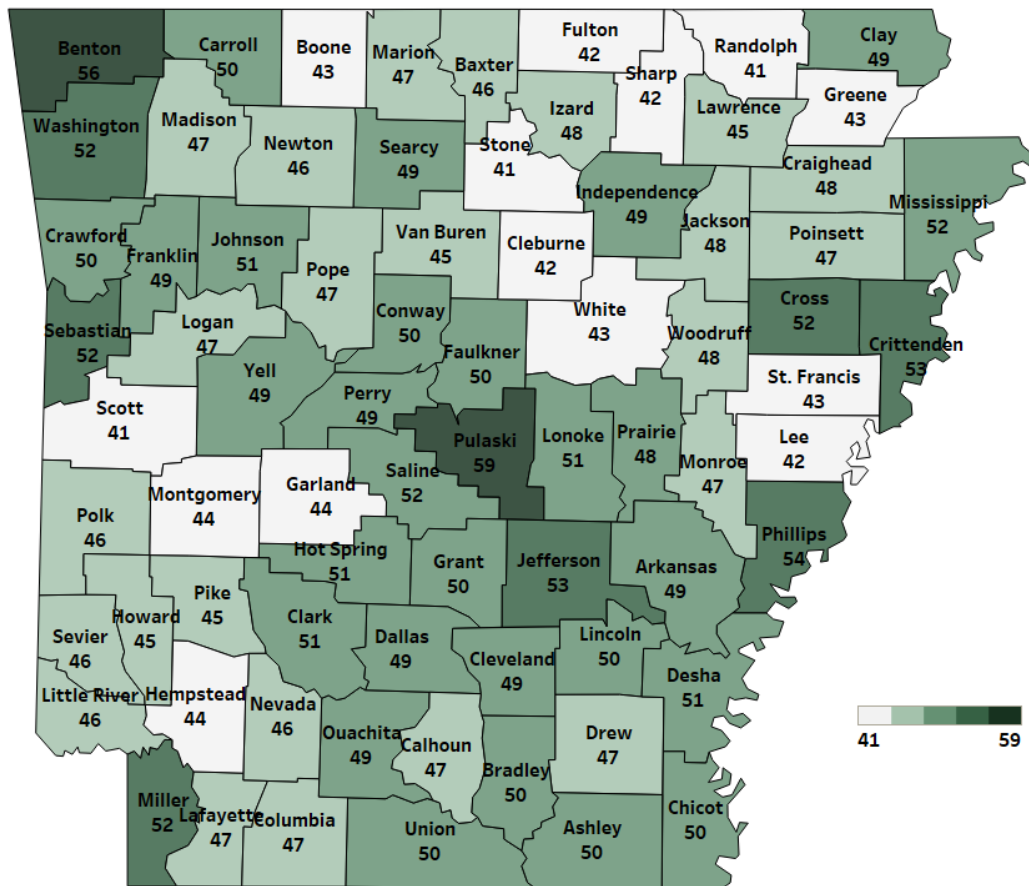 Benton
56
Carroll
50
Boone
43
Marion
47
Baxter
46
Fulton
42
Sharp
42
Randolph
41
Clay
49
Washington
52
Madison
47
Newton
46
Searcy
49
Stone
41
Izard
48
Lawrence
45
Greene
43
Independence
49
Jackson
48
Craighead
48
Mississippi
52
Crawford
50
Franklin
49
Johnson
51
Pope
47
Van Buren
45
Cleburne
42
Poinsett
47
Sebastian
52
Logan
47
Conway
50
Faulkner
50
White
43
Woodruff
48
Cross
52
Crittenden
53
Scott
41
Yell
49
Perry
49
Pulaski
59
Lonoke
51
Prairie
48
St. Francis
43
Lee
42
Monroe
47
Polk
46
Montgomery
44
Garland
44
Saline
52
Phillips
54
Hot Spring
51
Grant
50
Jefferson
53
Arkansas
49
Sevier
46
Howard
45
Pike
45
Clark
51
Dallas
49
Cleveland
49
Lincoln
50
Desha
51
Little River
46
Hempstead
44
Nevada
46
Ouachita
49
Calhoun
47
Bradley
50
Drew
47
Miller
52
Lafayette
47
Columbia
47
Union
50
Ashley
50
Chicot
50
41
59